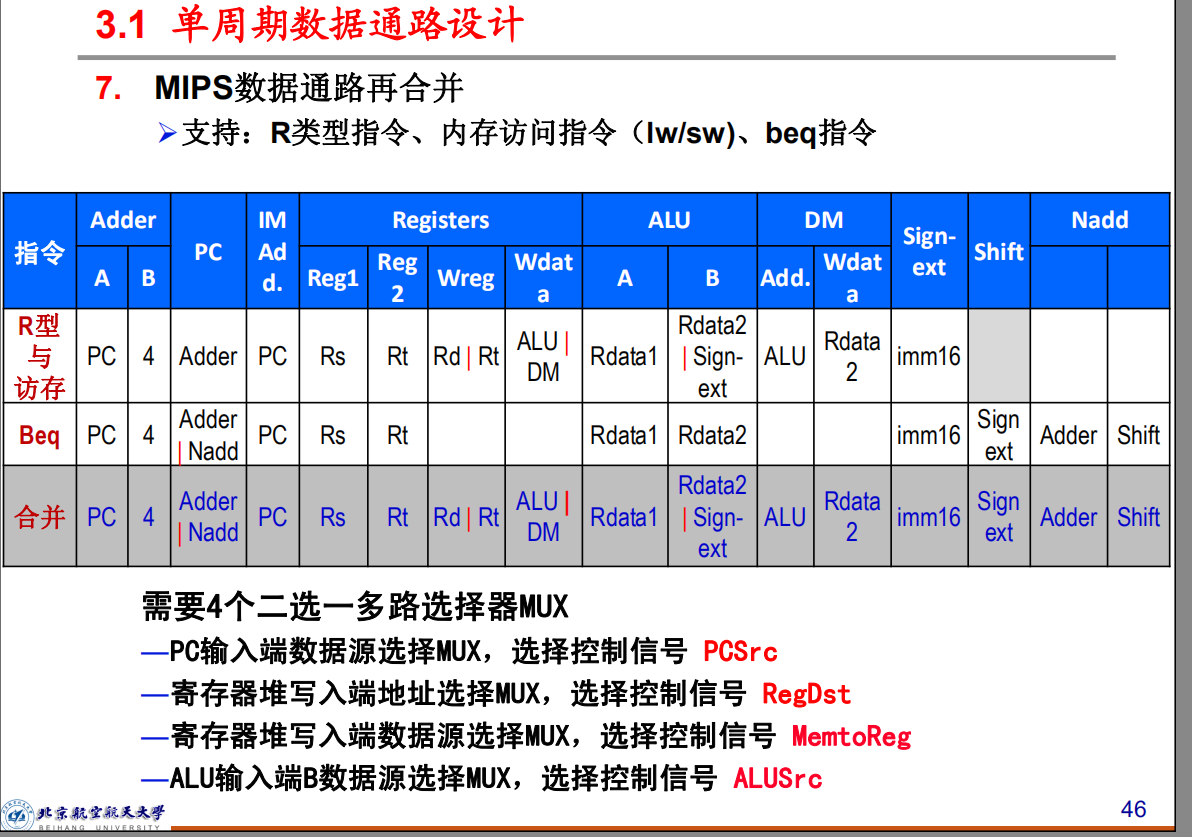 3.1 单周期数据通路设计
7. MIPS数据通路再合并
➢支持：R类型指令、内存访问指令（lw/sw)、beq指令
指令 Adder PC IM Add. Registers ALU DM Sign-ext Shift Nadd
A B Reg1 Reg2 Wreg Wdata A B Add. Wdata
R型与访存 PC 4 Adder PC Rs Rt Rd | Rt ALU | DM Rdata1 Rdata2 | Sign-ext ALU Rdata2 imm16
Beq PC 4 Adder | Nadd PC Rs Rt Rdata1 Rdata2 imm16 Sign ext Adder Shift
合并 PC 4 Adder | Nadd PC Rs Rt Rd | Rt ALU | DM Rdata1 Rdata2 | Sign-ext ALU Rdata2 imm16 Sign ext Adder Shift
需要4个二选一多路选择器MUX
—PC输入端数据源选择MUX，选择控制信号 PCSrc
—寄存器堆写入端地址选择MUX，选择控制信号 RegDst
—寄存器堆写入端数据源选择MUX，选择控制信号 MemtoReg
—ALU输入端B数据源选择MUX，选择控制信号 ALUSrc
北京航空航天大学
BEIHANG UNIVERSITY
46